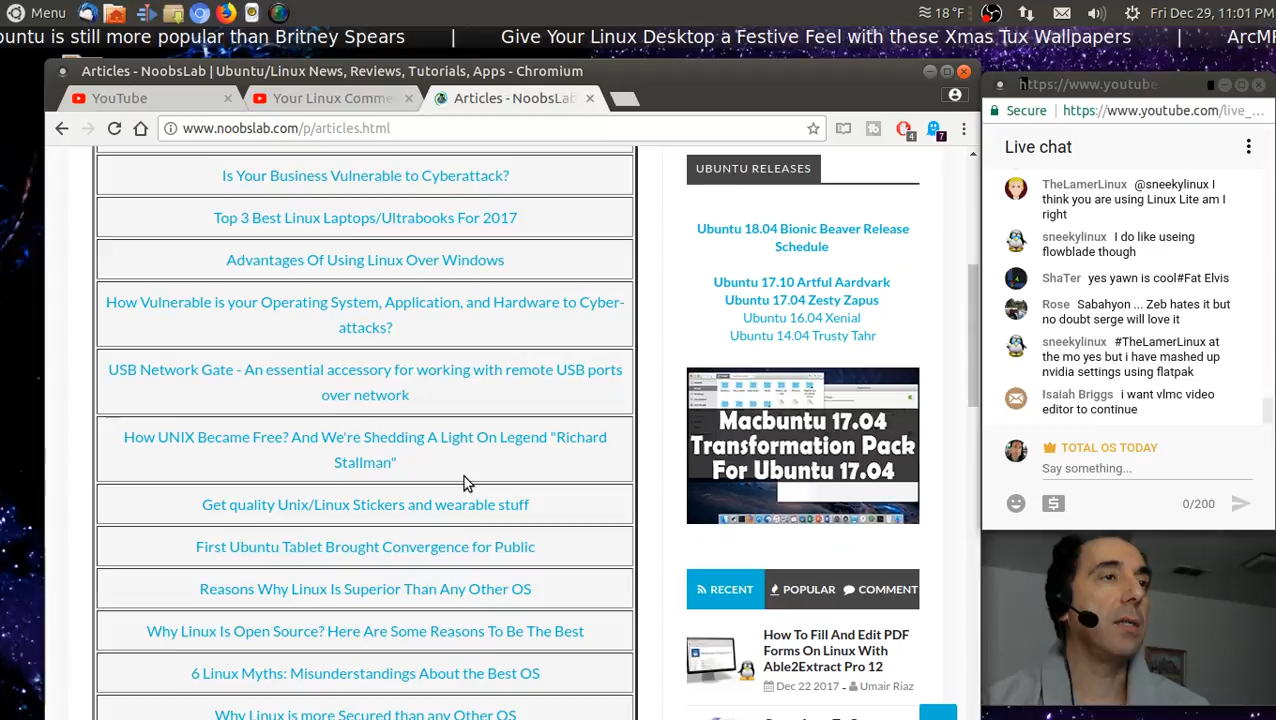 Menu
18 °F
Fri Dec 29, 11:01 PM
buntu is still more popular than Britney Spears | Give Your Linux Desktop a Festive Feel with these Xmas Tux Wallpapers | ArcM
Articles - NoobsLab | Ubuntu/Linux News, Reviews, Tutorials, Apps - Chromium
YouTube
Your Linux Comme
Articles - NoobsLab
www.noobslab.com/p/articles.html
4
7
Is Your Business Vulnerable to Cyberattack?
Top 3 Best Linux Laptops/Ultrabooks For 2017
Advantages Of Using Linux Over Windows
How Vulnerable is your Operating System, Application, and Hardware to Cyber-
attacks?
USB Network Gate - An essential accessory for working with remote USB ports
over network
How UNIX Became Free? And We're Shedding A Light On Legend "Richard
Stallman"
Get quality Unix/Linux Stickers and wearable stuff
First Ubuntu Tablet Brought Convergence for Public
Reasons Why Linux Is Superior Than Any Other OS
Why Linux Is Open Source? Here Are Some Reasons To Be The Best
6 Linux Myths: Misunderstandings About the Best OS
Why Linux is more Secured than any Other OS
UBUNTU RELEASES
Ubuntu 18.04 Bionic Beaver Release
Schedule
Ubuntu 17.10 Artful Aardvark
Ubuntu 17.04 Zesty Zapus
Ubuntu 16.04 Xenial
Ubuntu 14.04 Trusty Tahr
Macbuntu 17.04
Transformation Pack
For Ubuntu 17.04
RECENT
POPULAR
COMMENT
How To Fill And Edit PDF
Forms On Linux With
Able2Extract Pro 12
Dec 22 2017 - Umair Riaz
https://www.youtube.
Secure https://www.youtube.com/live_...
Live chat
TheLamerLinux @sneekylinux I
think you are using Linux Lite am I
right
sneekylinux I do like useing
flowblade though
ShaTer yes yawn is cool#Fat Elvis
Rose Sabahyon ... Zeb hates it but
no doubt serge will love it
sneekylinux #TheLamerLinux at
the mo yes but i have mashed up
nvidia settings using flatpak
Isaiah Briggs i want vlmc video
editor to continue
TOTAL OS TODAY
Say something...
0/200